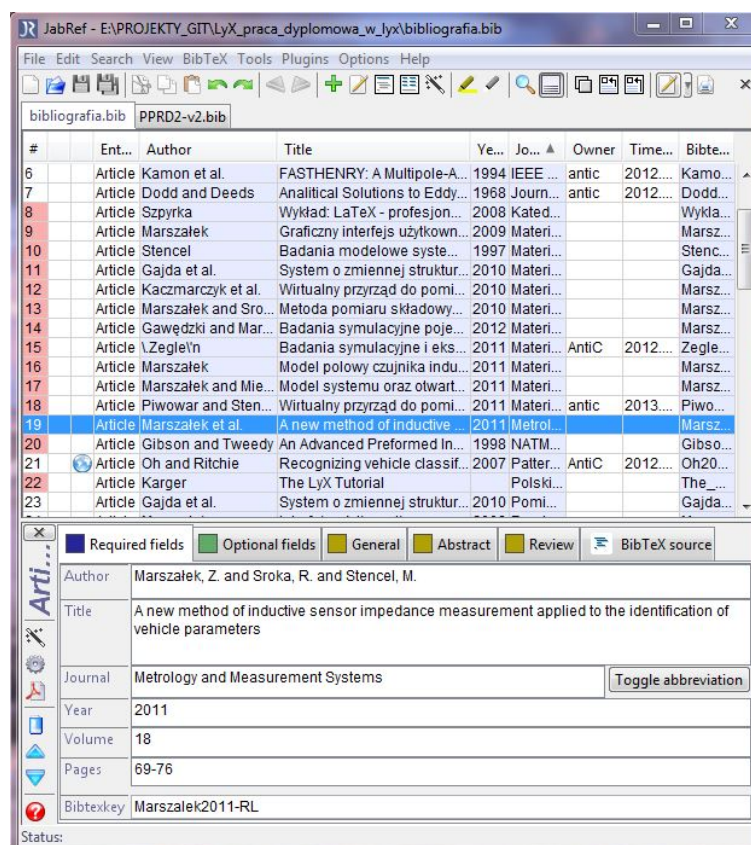 JabRef - E:\PROJEKTY_GIT\LyX_praca_dyplomowa_w_lyx\bibliografia.bib
File Edit Search View BibTeX Tools Plugins Options Help
bibliografia.bib PPRD2-v2.bib
# Ent... Author Title Ye... Jo... Owner Time... Bibte...
6 Article Kamon et al. FASTHENRY: A Multipole-A... 1994 IEEE ... antic 2012.... Kamo...
7 Article Dodd and Deeds Analitical Solutions to Eddy... 1968 Journ... antic 2012.... Dodd...
8 Article Szpyrka Wykład: LaTeX - profesjon... 2008 Kated... Wykla...
9 Article Marszałek Graficzny interfejs użytkown... 2009 Materi... Marsz...
10 Article Stencel Badania modelowe syste... 1997 Materi... Stenc...
11 Article Gajda et al. System o zmiennej struktur... 2010 Materi... Gajda...
12 Article Kaczmarczyk et al. Wirtualny przyrząd do pomi... 2010 Materi... Marsz...
13 Article Marszałek and Sro... Metoda pomiaru składowy... 2010 Materi... Marsz...
14 Article Gawędzki and Mar... Badania symulacyjne poje... 2012 Materi... Marsz...
15 Article \.Zegle\'n Badania symulacyjne i eks... 2011 Materi... AntiC 2012.... Zegle...
16 Article Marszałek Model polowy czujnika indu... 2011 Materi... Marsz...
17 Article Marszałek and Mie... Model systemu oraz otwart... 2011 Materi... Marsz...
18 Article Piwowar and Sten... Wirtualny przyrząd do pomi... 2011 Materi... antic 2013.... Piwo...
19 Article Marszałek et al. A new method of inductive ... 2011 Metrol... Marsz...
20 Article Gibson and Tweedy An Advanced Preformed In... 1998 NATM... Gibso...
21 Article Oh and Ritchie Recognizing vehicle classif... 2007 Patter... AntiC 2012.... Oh20...
22 Article Karger The LyX Tutorial Polski... The_...
23 Article Gajda et al. System o zmiennej struktur... 2010 Pomi... Gajda...
Arti...
Required fields Optional fields General Abstract Review BibTeX source
Author Marszałek, Z. and Sroka, R. and Stencel, M.
Title A new method of inductive sensor impedance measurement applied to the identification of
vehicle parameters
Journal Metrology and Measurement Systems Toggle abbreviation
Year 2011
Volume 18
Pages 69-76
Bibtexkey Marszalek2011-RL
Status: